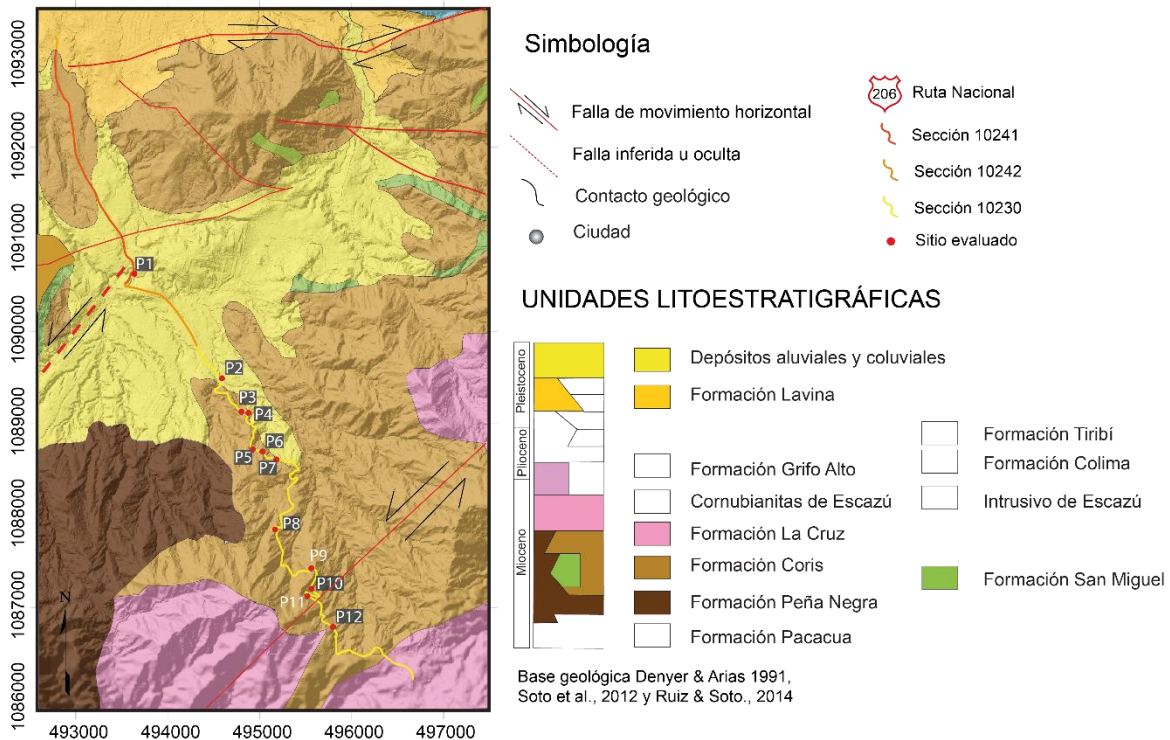 1093000
1092000
1091000
1090000
1089000
1088000
1087000
1086000
493000
494000
495000
496000
497000
P1
P2
P3
P4
P5
P6
P7
P8
P9
P10
P11
P12
N
Simbología
Falla de movimiento horizontal
Falla inferida u oculta
Contacto geológico
Ciudad
206
Ruta Nacional
Sección 10241
Sección 10242
Sección 10230
Sitio evaluado
UNIDADES LITOESTRATIGRÁFICAS
Pleistoceno
Plioceno
Mioceno
Depósitos aluviales y coluviales
Formación Lavina
Formación Grifo Alto
Cornubianitas de Escazú
Formación La Cruz
Formación Coris
Formación Peña Negra
Formación Pacacua
Formación Tiribí
Formación Colima
Intrusivo de Escazú
Formación San Miguel
Base geológica Denyer & Arias 1991,
Soto et al., 2012 y Ruiz & Soto., 2014